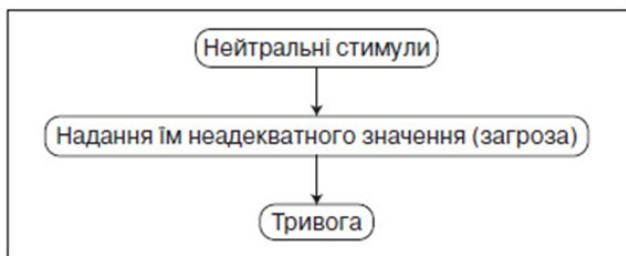 Нейтральні стимули
Надання їм неадекватного значення (загроза)
Тривога